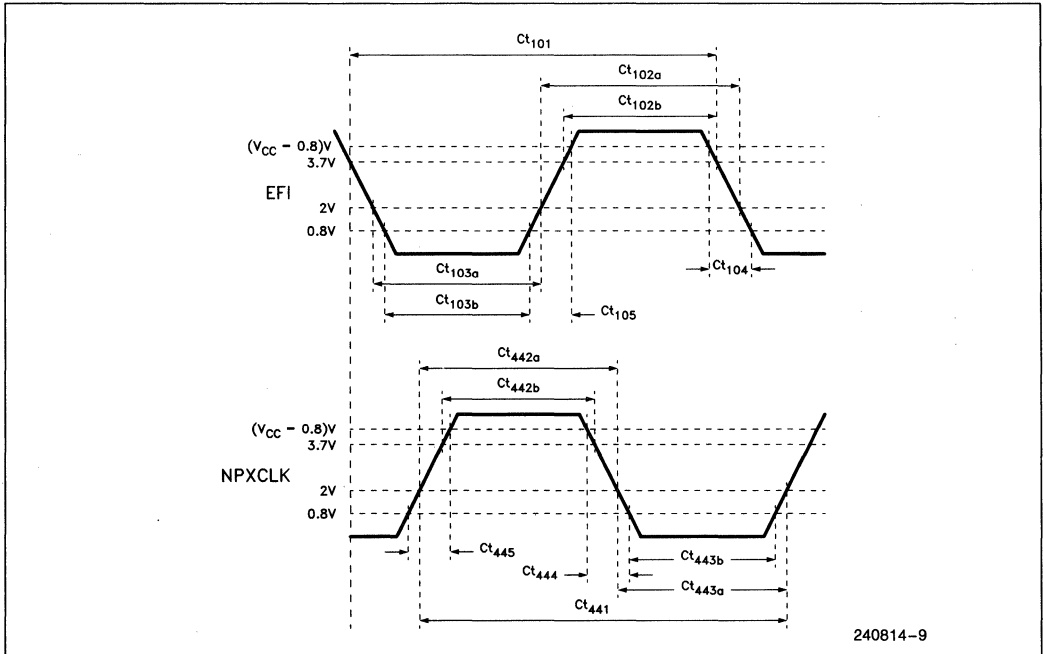 Ct101
Ct102a
Ct102b
(VCC − 0.8)V
3.7V
EFI
2V
0.8V
Ct103a
Ct104
Ct103b
Ct105
Ct442a
Ct442b
(VCC − 0.8)V
3.7V
NPXCLK
2V
0.8V
Ct445
Ct443b
Ct444
Ct443a
Ct441
240814-9